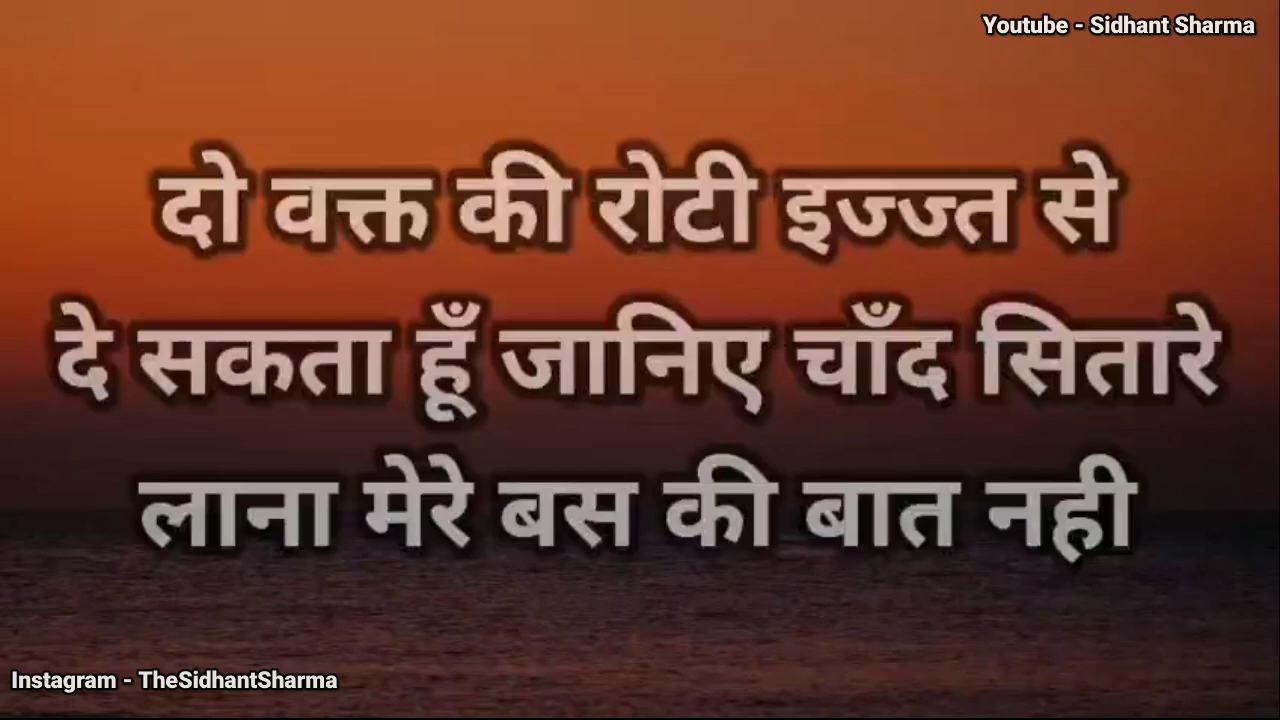 Youtube - Sidhant Sharma
दो वक्त की रोटी इज्ज्त से
दे सकता हूँ जानिए चाँद सितारे
लाना मेरे बस की बात नही
Instagram - TheSidhantSharma